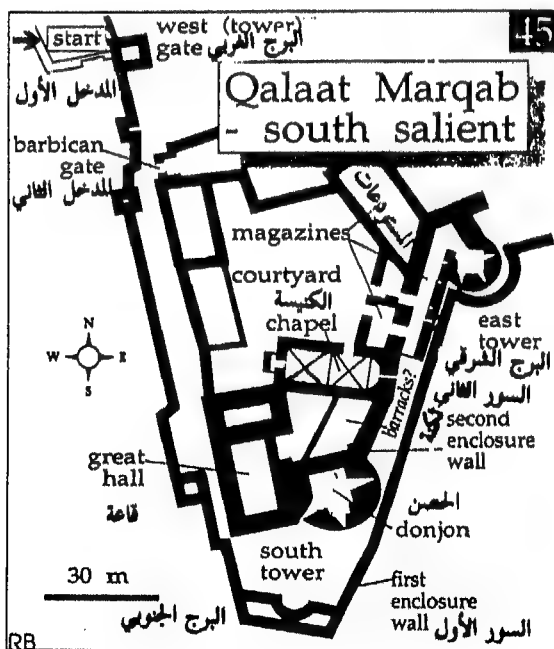 45
start
west (tower)
gate
البرج الغربي
المدخل الأول
Qalaat Marqab
- south salient
barbican
gate
المدخل الثاني
المستودعات
magazines
courtyard
الكنيسة
chapel
N
W
E
S
east
tower
البرج الشرقي
السور الثاني
barracks?
ثكنة
second
enclosure
wall
great
hall
قاعة
الحصن
donjon
south
tower
30 m
first
enclosure
wall
البرج الجنوبي
السور الأول
RB